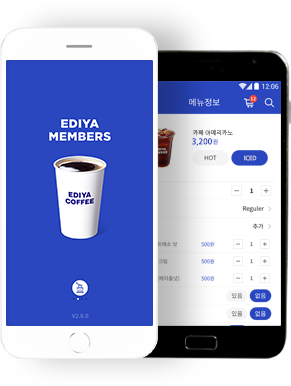 EDIYA
MEMBERS
EDIYA
COFFEE
V2.0.0
12:06
메뉴정보
12
카페 아메리카노
3,200원
HOT
ICED
1
Reguler
추가
500원
1
500원
1
500원
1
있음
없음
있음
없음